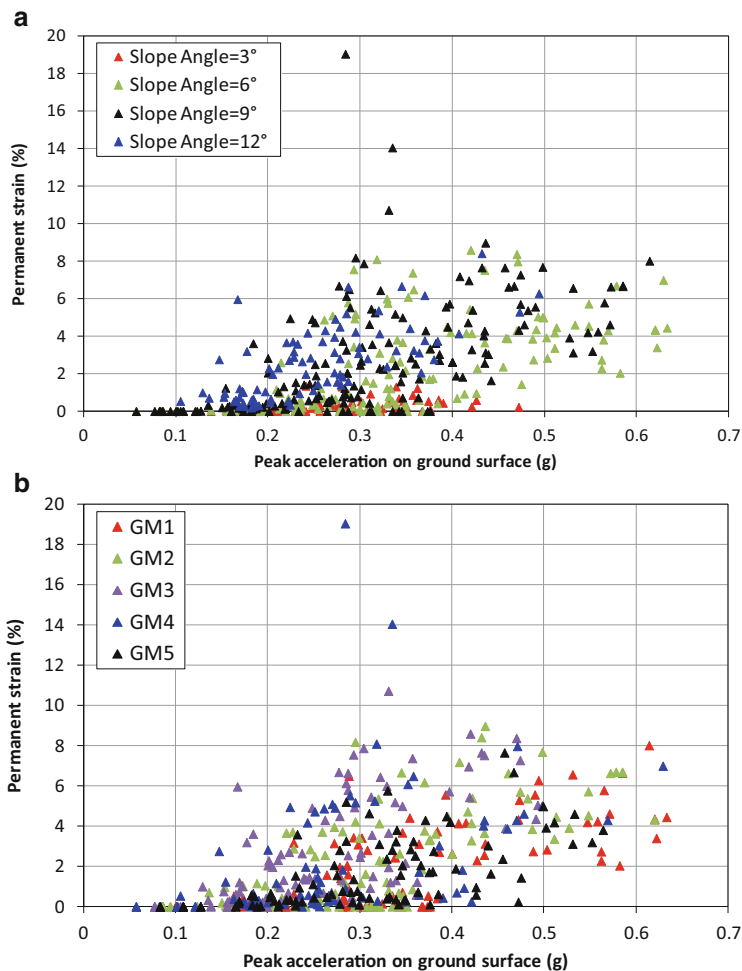 a
20
18
16
14
12
10
8
6
4
2
0
Permanent strain (%)
Slope Angle=3°
Slope Angle=6°
Slope Angle=9°
Slope Angle=12°
0 0.1 0.2 0.3 0.4 0.5 0.6 0.7
Peak acceleration on ground surface (g)
b
20
18
16
14
12
10
8
6
4
2
0
Permanent strain (%)
GM1
GM2
GM3
GM4
GM5
0 0.1 0.2 0.3 0.4 0.5 0.6 0.7
Peak acceleration on ground surface (g)